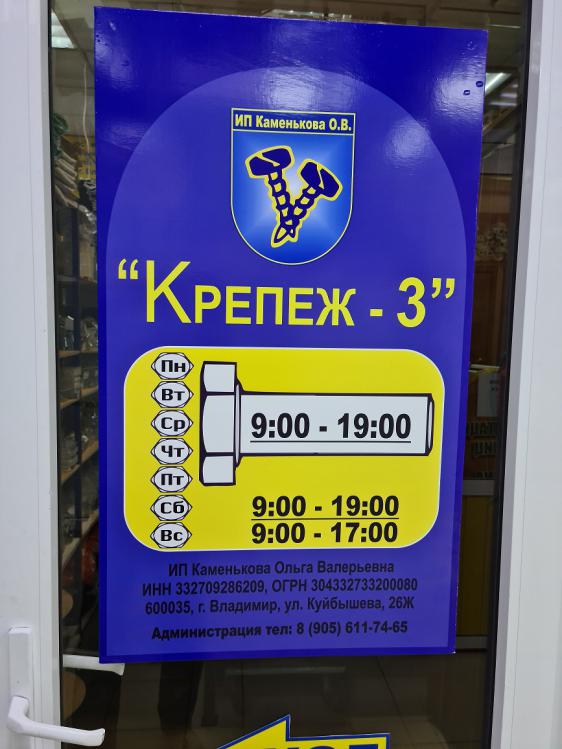 ИП Каменькова О.В.
“Крепеж - 3”
Пн
Вт
Ср
Чт
Пт
9:00 - 19:00
Сб 9:00 - 19:00
Вс 9:00 - 17:00
ИП Каменькова Ольга Валерьевна
ИНН 332709286209, ОГРН 304332733200080
600035, г. Владимир, ул. Куйбышева, 26Ж
Администрация тел: 8 (905) 611-74-65